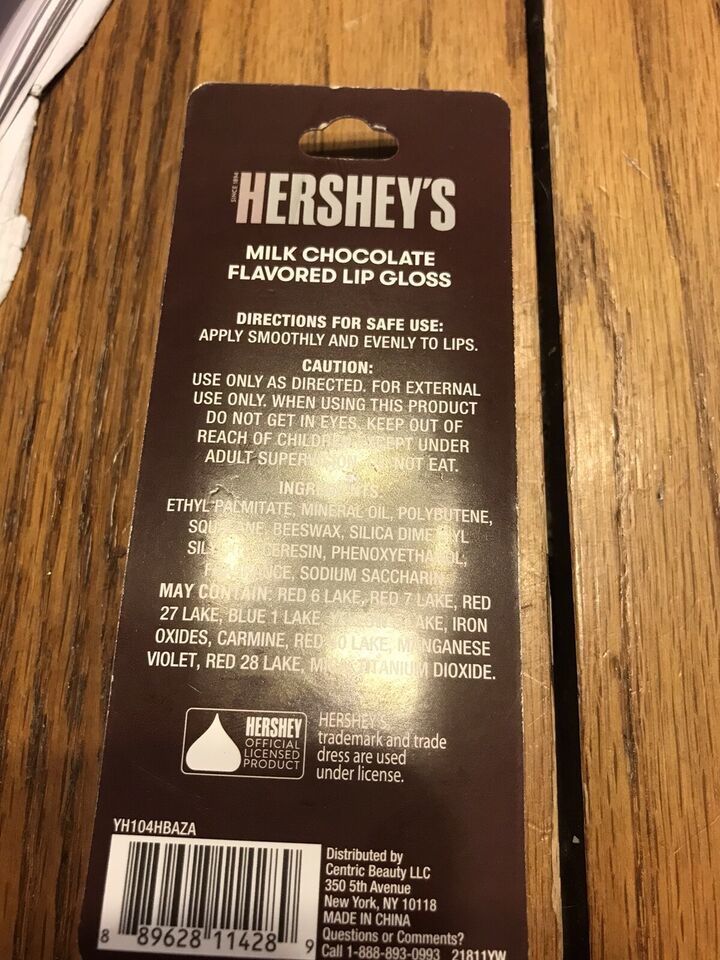 SINCE 1894
HERSHEY'S
MILK CHOCOLATE
FLAVORED LIP GLOSS
DIRECTIONS FOR SAFE USE:
APPLY SMOOTHLY AND EVENLY TO LIPS.
CAUTION:
USE ONLY AS DIRECTED. FOR EXTERNAL
USE ONLY. WHEN USING THIS PRODUCT
DO NOT GET IN EYES. KEEP OUT OF
REACH OF CHILDREN EXCEPT UNDER
ADULT SUPERVISION. NOT EAT.
INGREDIENTS:
ETHYL PALMITATE, MINERAL OIL, POLYBUTENE,
SQUALANE, BEESWAX, SILICA DIMETHYL
CERESIN, PHENOXYETHANOL,
FRAGRANCE, SODIUM SACCHARIN
MAY CONTAIN: RED 6 LAKE, RED 7 LAKE, RED
27 LAKE, BLUE 1 LAKE, LAKE, IRON
OXIDES, CARMINE, RED LAKE, MANGANESE
VIOLET, RED 28 LAKE, TITANIUM DIOXIDE.
HERSHEY
OFFICIAL
LICENSED
PRODUCT
HERSHEY'S
trademark and trade
dress are used
under license.
YH104HBAZA
8 89628 11428 9
Distributed by
Centric Beauty LLC
350 5th Avenue
New York, NY 10118
MADE IN CHINA
Questions or Comments?
Call 1-888-893-0993 21811YW